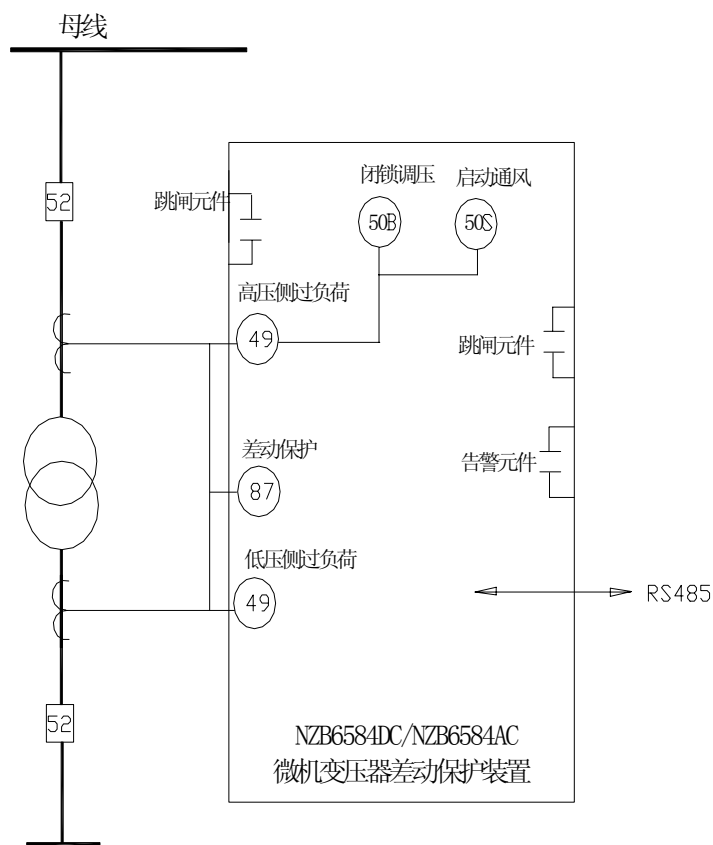 母线
52
闭锁调压
启动通风
跳闸元件
50B
50S
高压侧过负荷
49
跳闸元件
差动保护
告警元件
87
低压侧过负荷
49
RS485
52
NZB6584DC/NZB6584AC
微机变压器差动保护装置